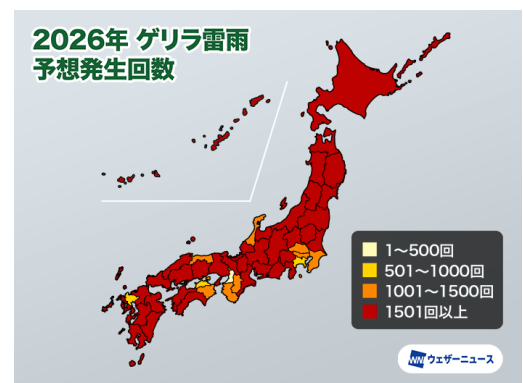 2026年 ゲリラ雷雨
予想発生回数
1〜500回
501〜1000回
1001〜1500回
1501回以上
WN ウェザーニュース